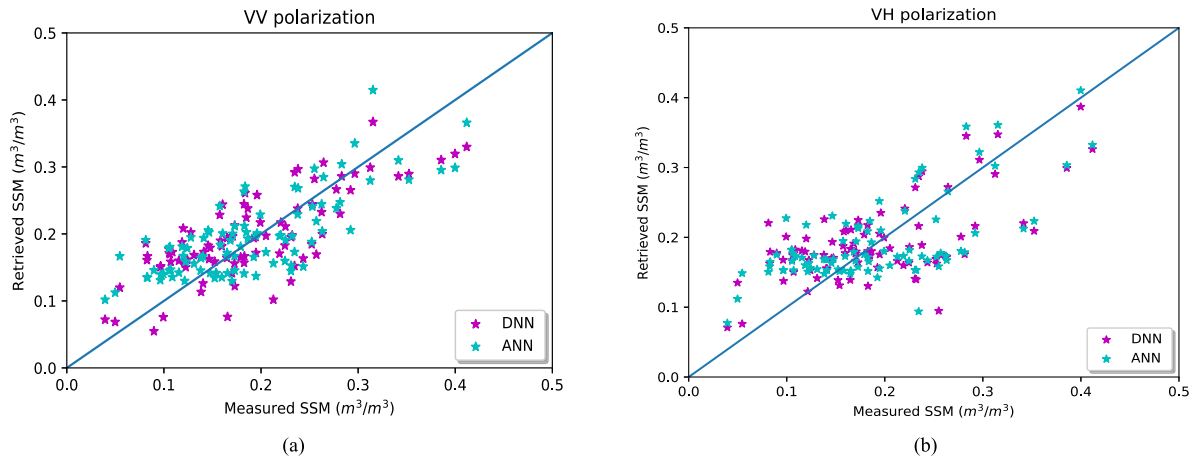 VV polarization
0.5
0.4
0.3
0.2
0.1
0.0
Retrieved SSM (m³/m³)
0.0 0.1 0.2 0.3 0.4 0.5
Measured SSM (m³/m³)
DNN
ANN
(a)
VH polarization
0.5
0.4
0.3
0.2
0.1
0.0
Retrieved SSM (m³/m³)
0.0 0.1 0.2 0.3 0.4 0.5
Measured SSM (m³/m³)
DNN
ANN
(b)